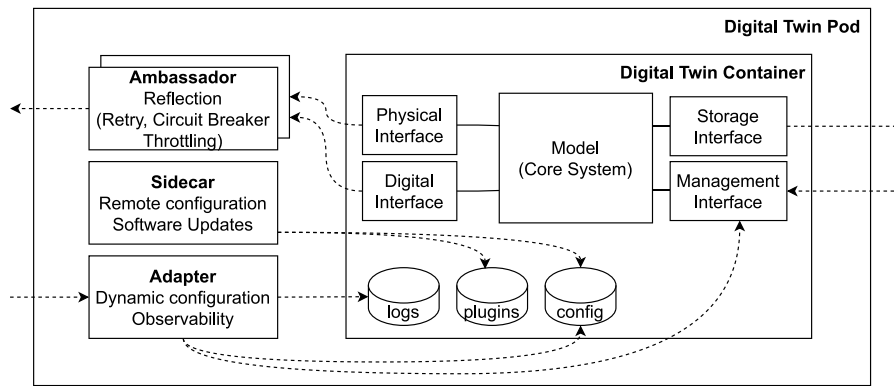 Digital Twin Pod
Digital Twin Container
Ambassador
Reflection
(Retry, Circuit Breaker
Throttling)
Sidecar
Remote configuration
Software Updates
Adapter
Dynamic configuration
Observability
Physical
Interface
Digital
Interface
Model
(Core System)
Storage
Interface
Management
Interface
logs
plugins
config